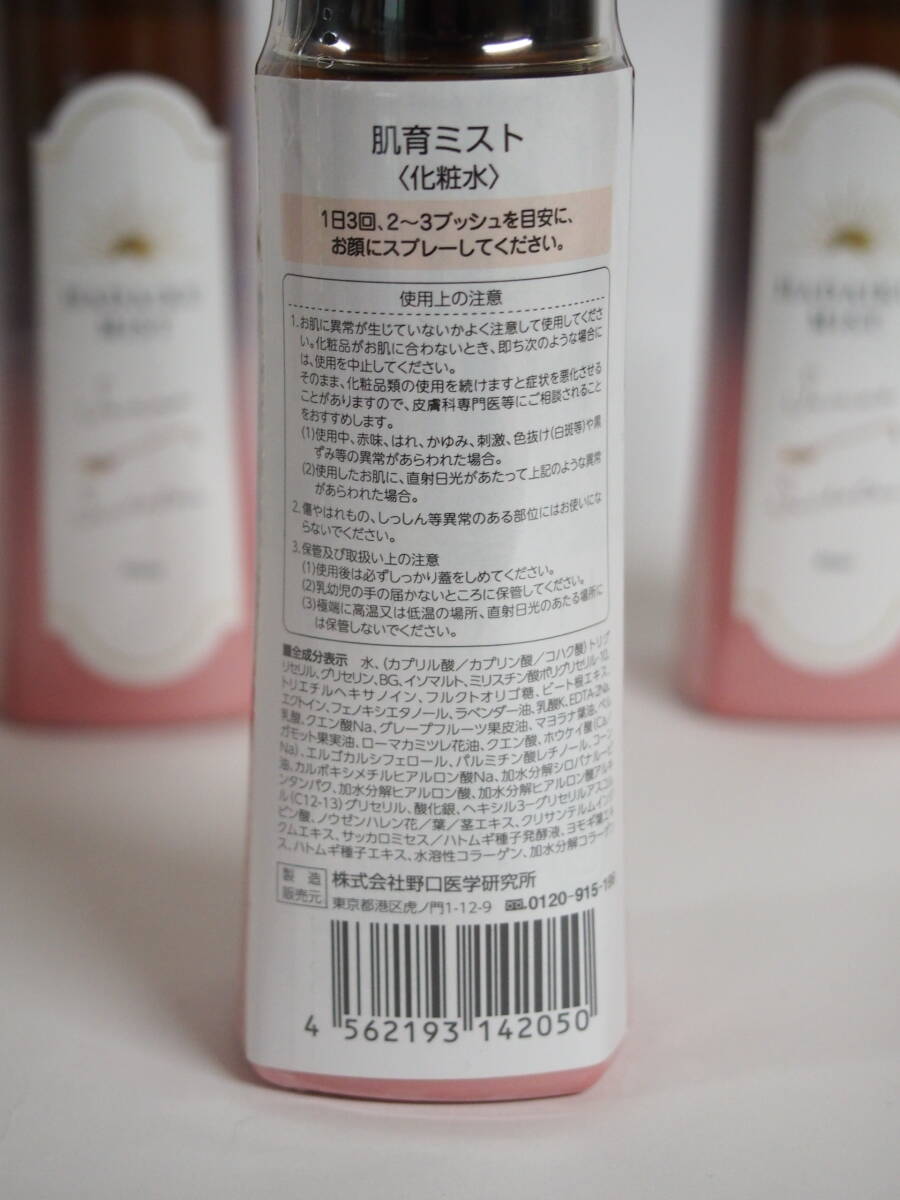 肌育ミスト
〈化粧水〉
1日3回、2〜3プッシュを目安に、
お顔にスプレーしてください。
使用上の注意
1.お肌に異常が生じていないかよく注意して使用してくださ
い。化粧品がお肌に合わないとき、即ち次のような場合に
は、使用を中止してください。
そのまま、化粧品類の使用を続けますと症状を悪化させる
ことがありますので、皮膚科専門医等にご相談されること
をおすすめします。
(1)使用中、赤味、はれ、かゆみ、刺激、色抜け(白斑等)や黒
ずみ等の異常があらわれた場合。
(2)使用したお肌に、直射日光があたって上記のような異常
があらわれた場合。
2.傷やはれもの、しっしん等異常のある部位にはお使いにな
らないでください。
3.保管及び取扱い上の注意
(1)使用後は必ずしっかり蓋をしめてください。
(2)乳幼児の手の届かないところに保管してください。
(3)極端に高温又は低温の場所、直射日光のあたる場所に
は保管しないでください。
全成分表示 水、(カプリル酸/カプリン酸/コハク酸)トリグ
リセリル、グリセリン、BG、イソマルト、ミリスチン酸ポリグリセリル-10、
トリエチルヘキサノイン、フルクトオリゴ糖、ビート根エキス、
エクトイン、フェノキシエタノール、ラベンダー油、乳酸K、EDTA-2Na、
乳酸、クエン酸Na、グレープフルーツ果皮油、マヨラナ葉油、ベル
ガモット果実油、ローマカミツレ花油、クエン酸、ホウケイ酸(Ca/
Na)、エルゴカルシフェロール、パルミチン酸レチノール、コーン
油、カルボキシメチルヒアルロン酸Na、加水分解シロバナルーピ
ンタンパク、加水分解ヒアルロン酸、加水分解ヒアルロン酸アルキ
ル(C12-13)グリセリル、酸化銀、ヘキシル3-グリセリルアスコル
ビン酸、ノウゼンハレン花/葉/茎エキス、クリサンテルムインジ
クムエキス、サッカロミセス/ハトムギ種子発酵液、ヨモギ葉エキ
ス、ハトムギ種子エキス、水溶性コラーゲン、加水分解コラーゲン
製造
販売元
株式会社野口医学研究所
東京都港区虎ノ門1-12-9 0120-915-19
4 562193 142050